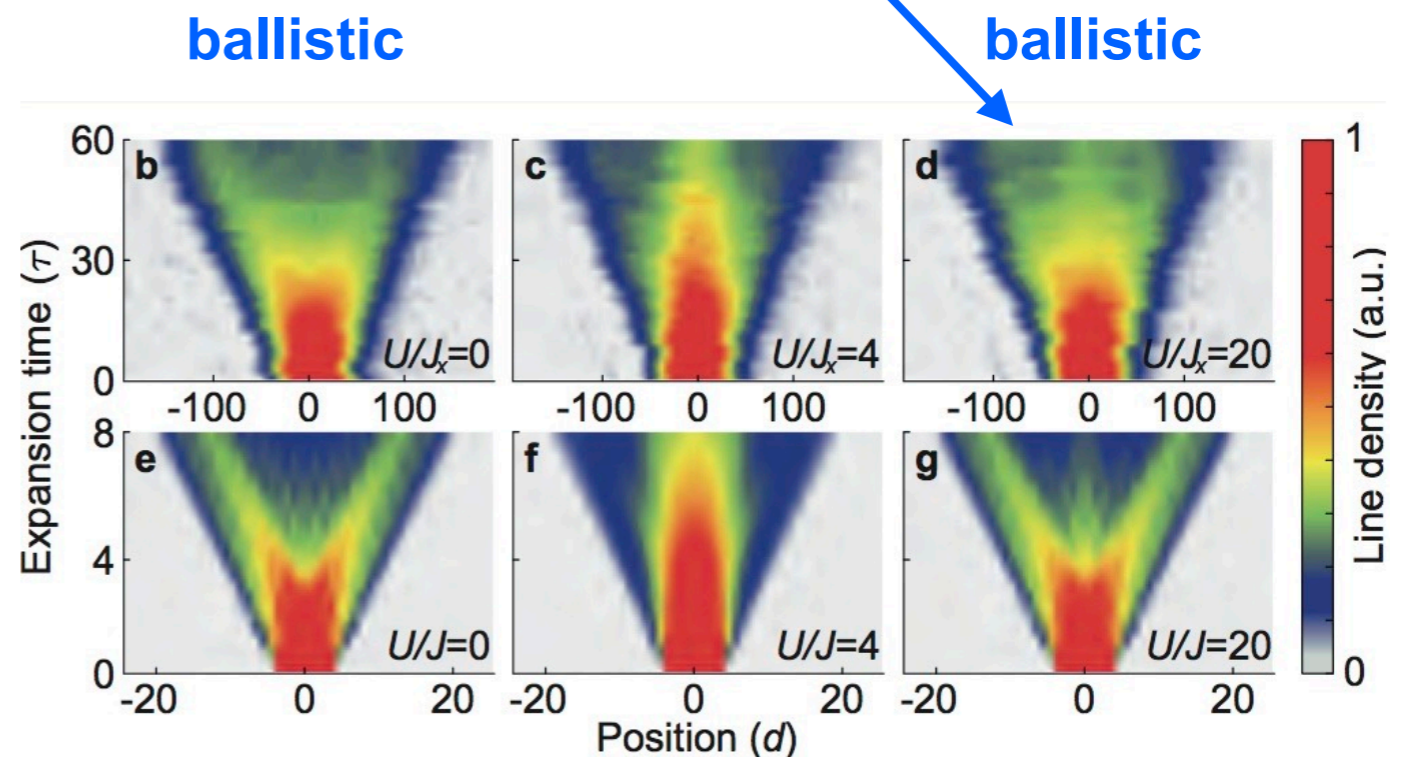 ballistic ballistic
60 b c d 1
30
0 U/Jx=0 U/Jx=4 U/Jx=20
-100 0 100 -100 0 100 -100 0 100
8 e f g
4
0 U/J=0 U/J=4 U/J=20 0
-20 0 20 -20 0 20 -20 0 20
Position (d)
Expansion time (τ)
Line density (a.u.)